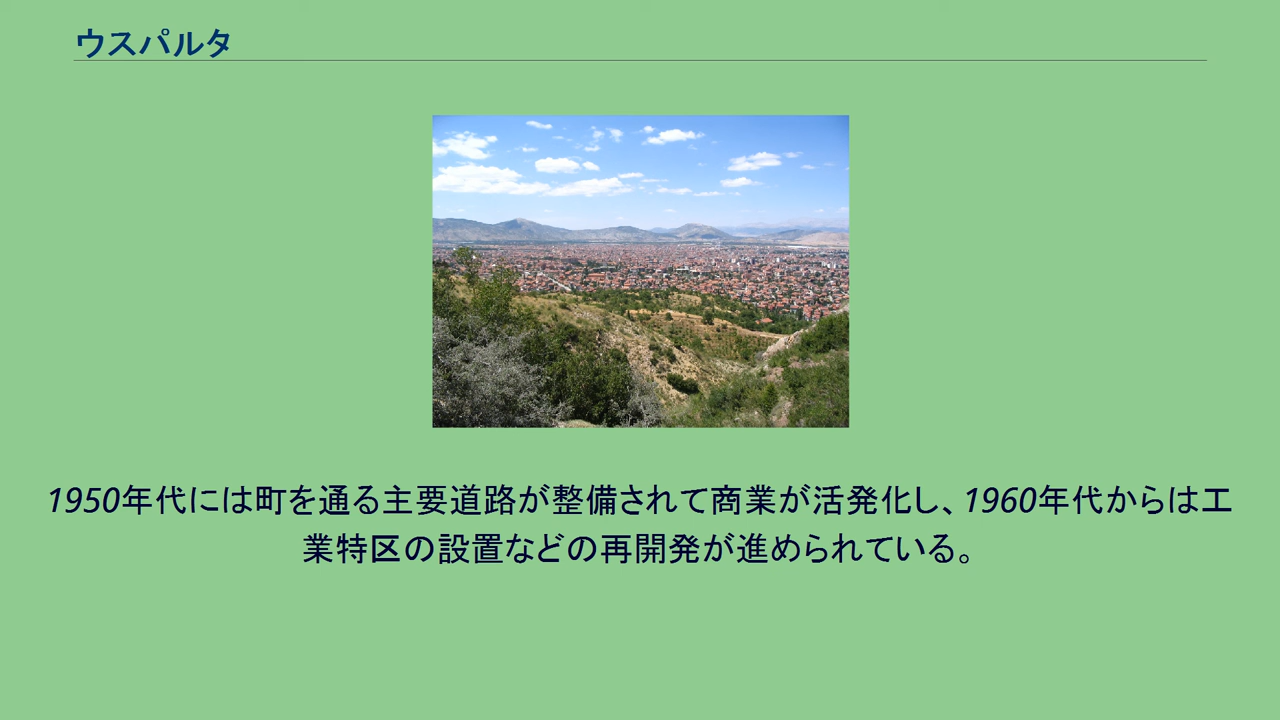 ウスパルタ
1950年代には町を通る主要道路が整備されて商業が活発化し、1960年代からは工
業特区の設置などの再開発が進められている。